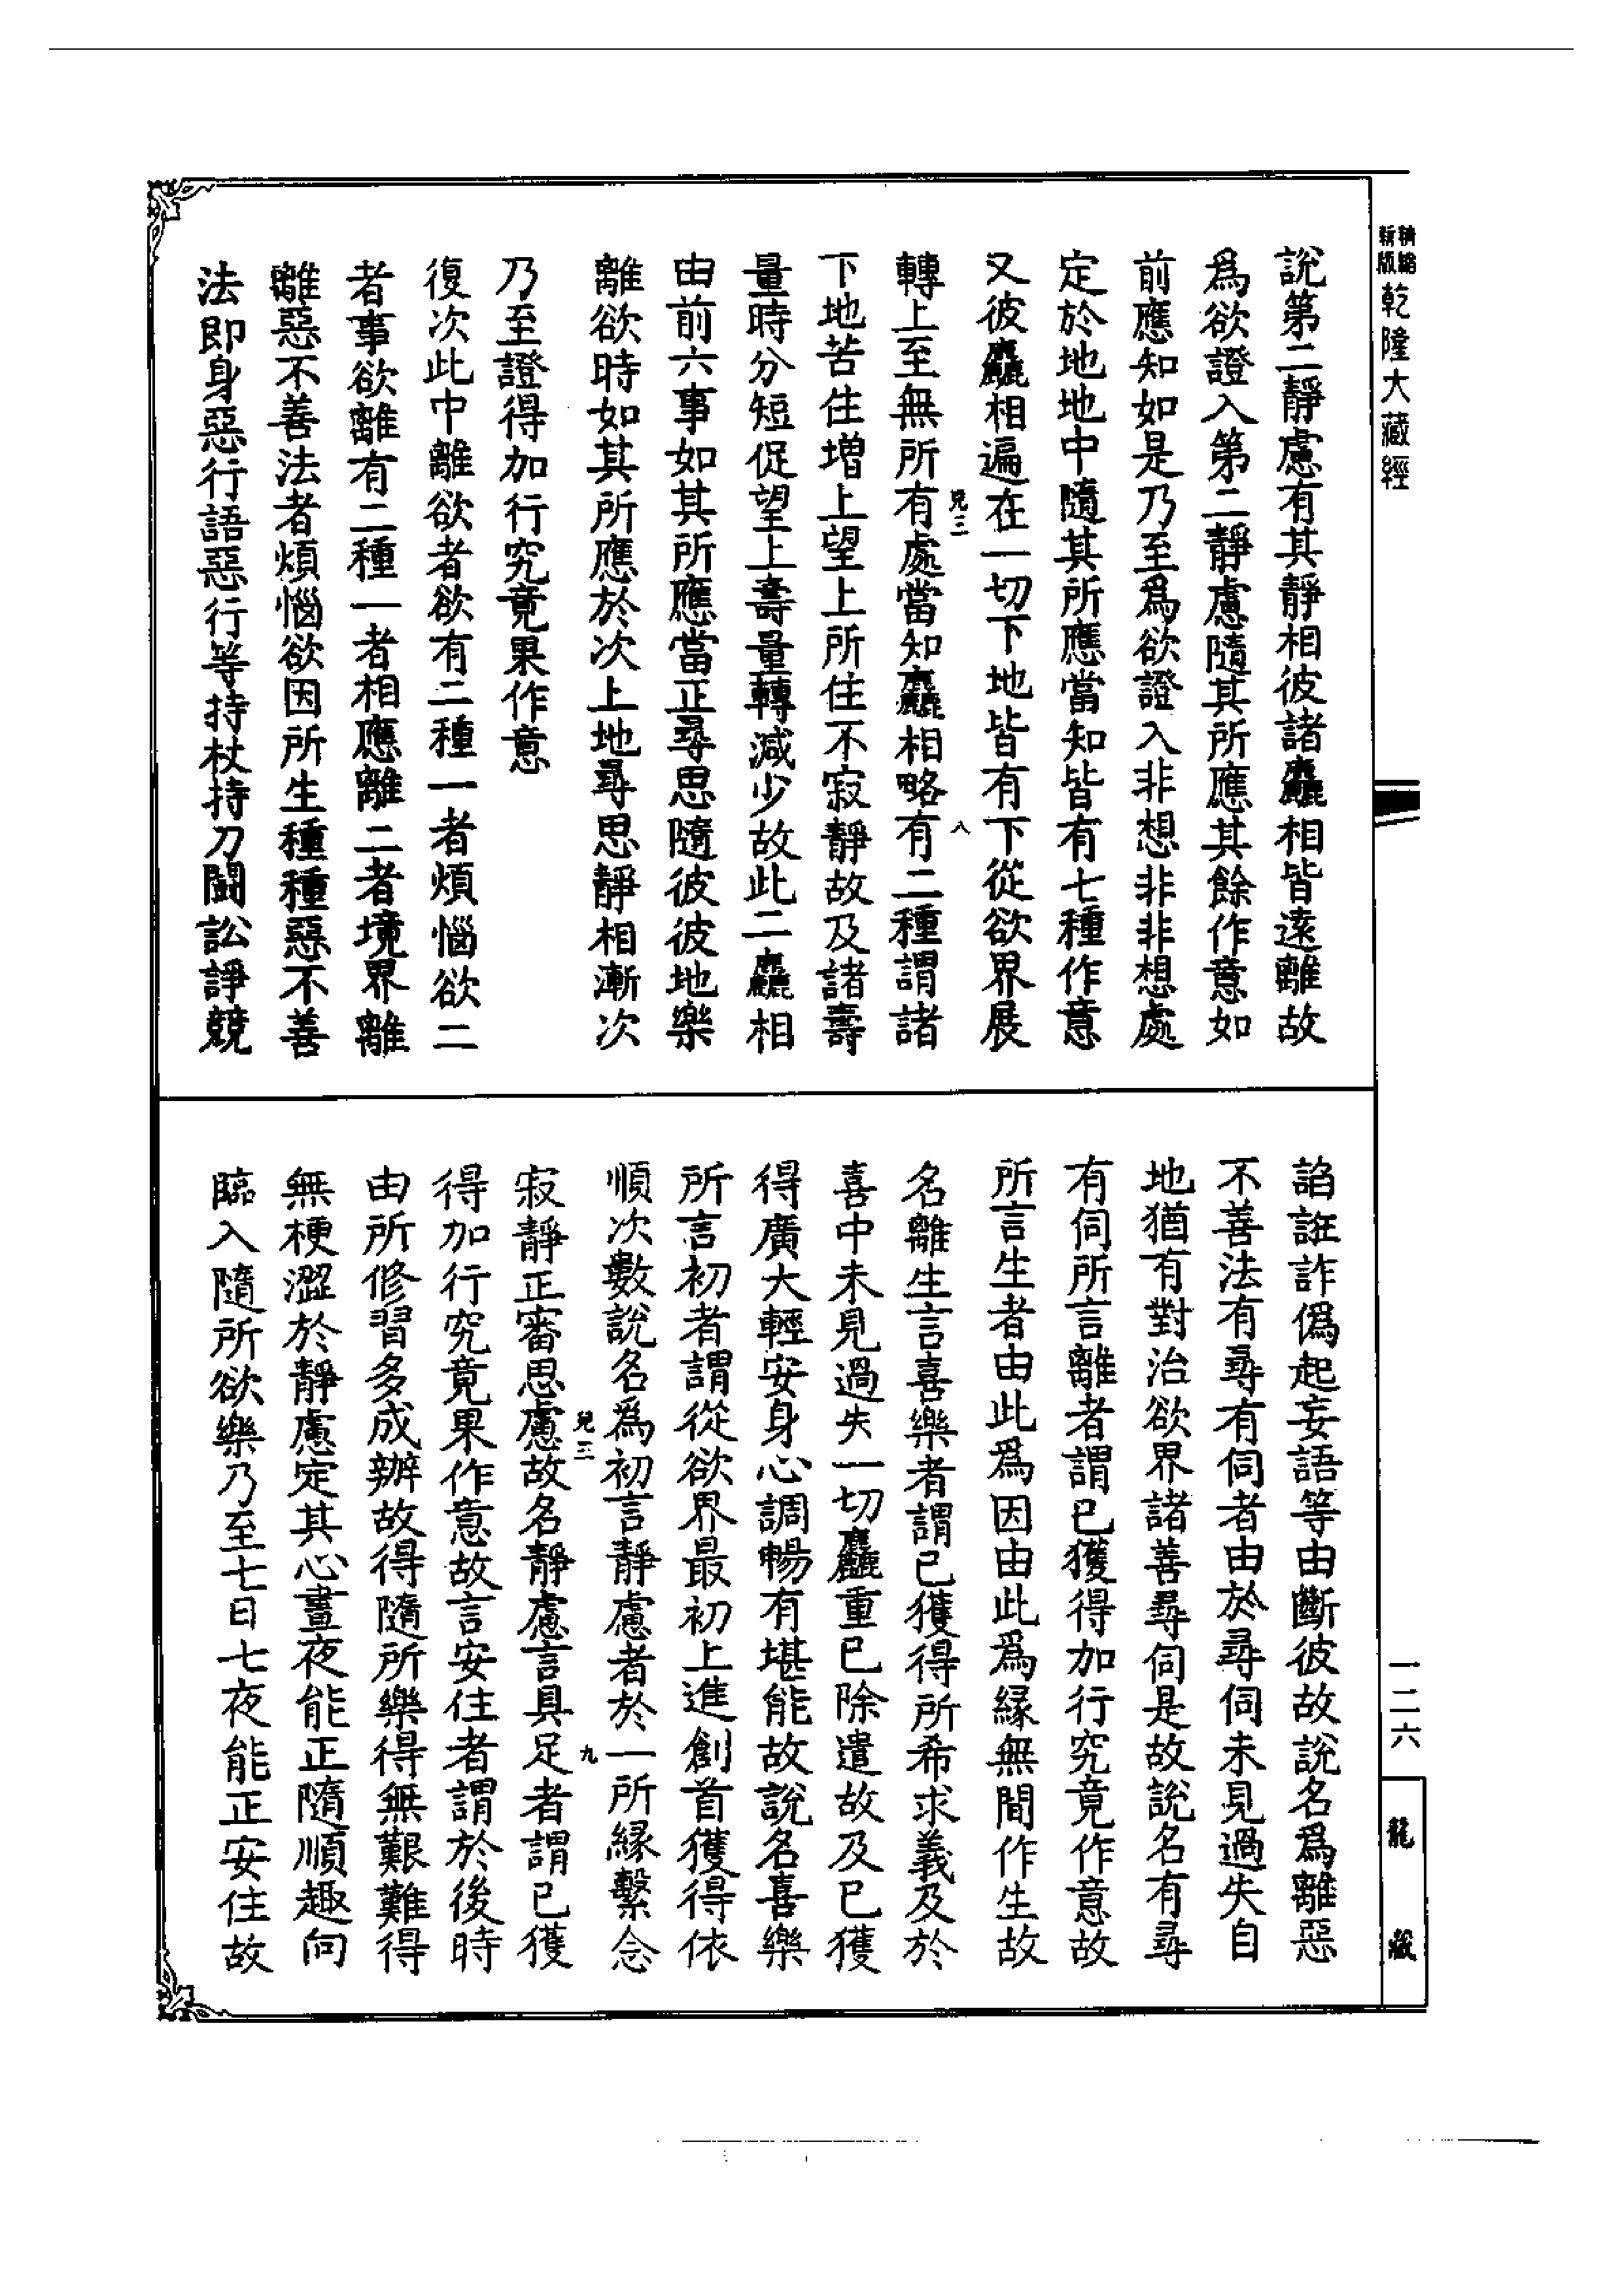 精縮
新版
乾隆大藏經
說第二靜慮有其靜相彼諸麤相皆遠離故
爲欲證入第二靜慮隨其所應其餘作意如
前應知如是乃至爲欲證入非想非非想處
定於地地中隨其所應當知皆有七種作意
又彼麤相遍在一切下地皆有下從欲界展
兒三
八
轉上至無所有處當知麤相略有二種謂諸
下地苦住增上望上所住不寂靜故及諸壽
量時分短促望上壽量轉減少故此二麤相
由前六事如其所應當正尋思隨彼彼地樂
離欲時如其所應於次上地尋思靜相漸次
乃至證得加行究竟果作意
復次此中離欲者欲有二種一者煩惱欲二
者事欲離有二種一者相應離二者境界離
離惡不善法者煩惱欲因所生種種惡不善
法即身惡行語惡行等持杖持刀鬪訟諍競
諂誑詐僞起妄語等由斷彼故說名爲離惡
不善法有尋有伺者由於尋伺未見過失自
地猶有對治欲界諸善尋伺是故說名有尋
有伺所言離者謂已獲得加行究竟作意故
所言生者由此爲因由此爲緣無間作生故
名離生言喜樂者謂已獲得所希求義及於
喜中未見過失一切麤重已除遣故及已獲
得廣大輕安身心調暢有堪能故說名喜樂
所言初者謂從欲界最初上進創首獲得依
順次數說名爲初言靜慮者於一所緣繫念
兒三
九
寂靜正審思慮故名靜慮言具足者謂已獲
得加行究竟果作意故言安住者謂於後時
由所修習多成辦故得隨所樂得無艱難得
無梗澀於靜慮定其心晝夜能正隨順趣向
臨入隨所欲樂乃至七日七夜能正安住故
一二六
龍藏